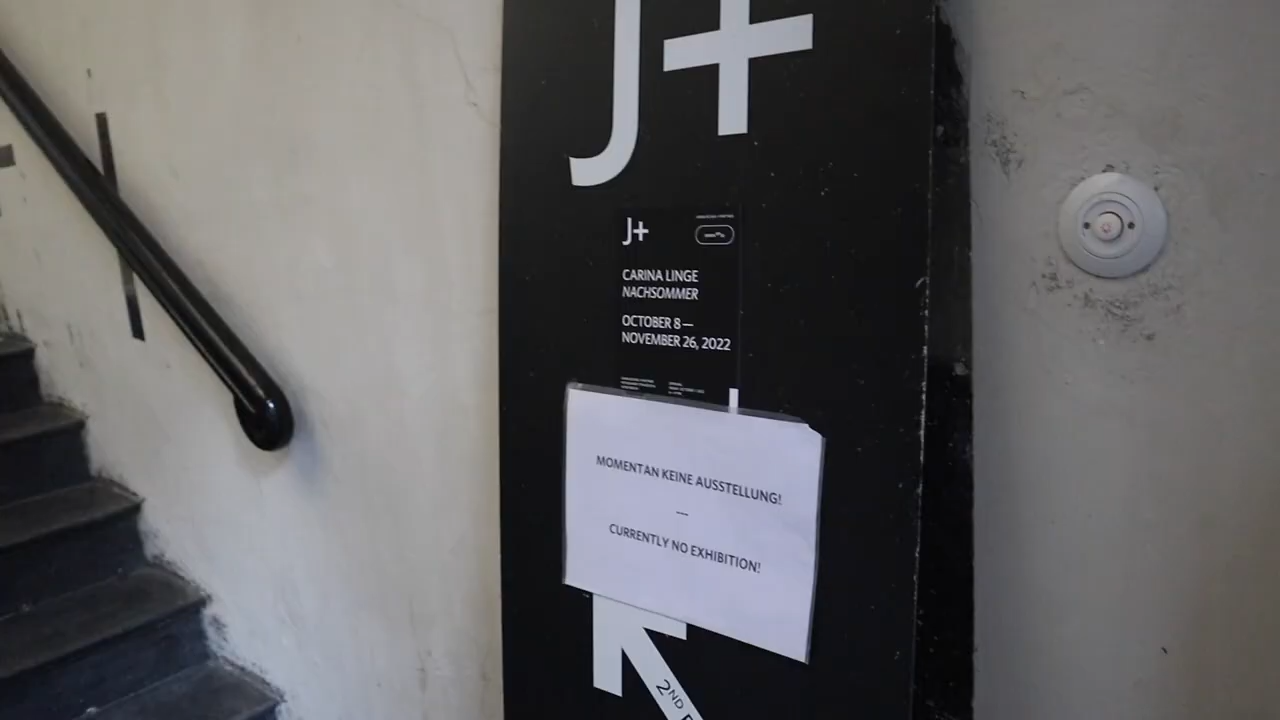 J+
J+
CARINA LINGE
NACHSOMMER
OCTOBER 8 —
NOVEMBER 26, 2022
MOMENTAN KEINE AUSSTELLUNG!
—
CURRENTLY NO EXHIBITION!
2ND